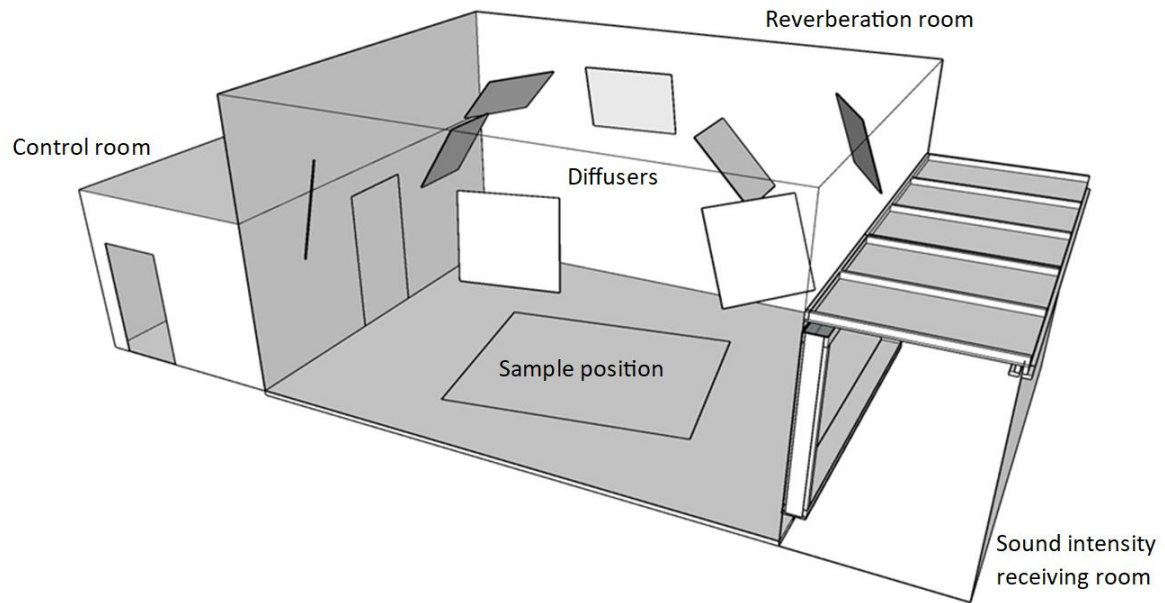 Reverberation room
Control room
Diffusers
Sample position
Sound intensity
receiving room